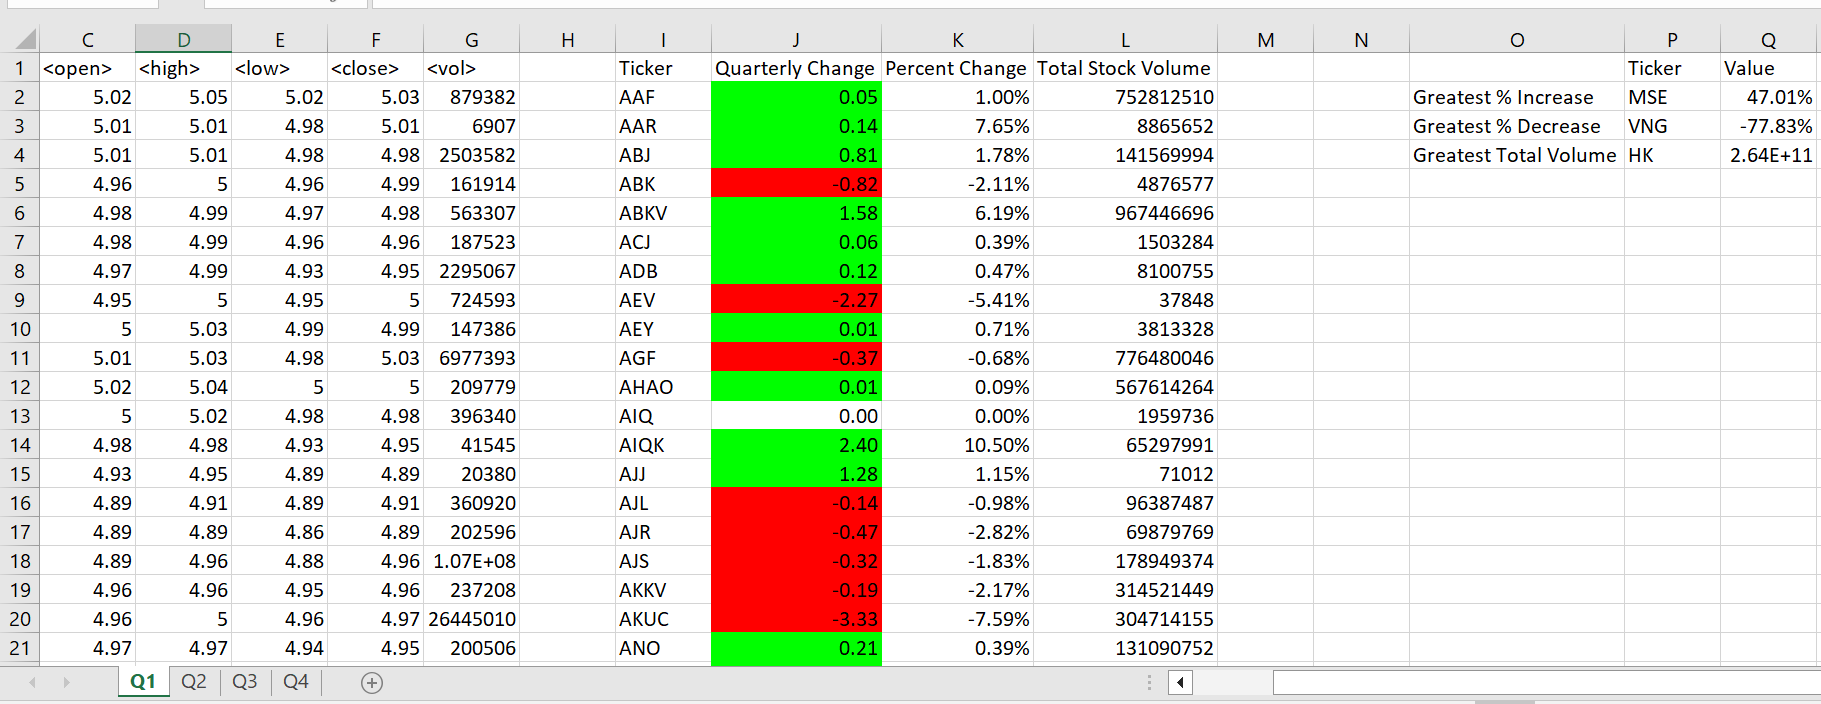 C D E F G H I J K L M N O P Q
1 <open> <high> <low> <close> <vol> Ticker Quarterly Change Percent Change Total Stock Volume Ticker Value
2 5.02 5.05 5.02 5.03 879382 AAF 0.05 1.00% 752812510 Greatest % Increase MSE 47.01%
3 5.01 5.01 4.98 5.01 6907 AAR 0.14 7.65% 8865652 Greatest % Decrease VNG -77.83%
4 5.01 5.01 4.98 4.98 2503582 ABJ 0.81 1.78% 141569994 Greatest Total Volume HK 2.64E+11
5 4.96 5 4.96 4.99 161914 ABK -0.82 -2.11% 4876577
6 4.98 4.99 4.97 4.98 563307 ABKV 1.58 6.19% 967446696
7 4.98 4.99 4.96 4.96 187523 ACJ 0.06 0.39% 1503284
8 4.97 4.99 4.93 4.95 2295067 ADB 0.12 0.47% 8100755
9 4.95 5 4.95 5 724593 AEV -2.27 -5.41% 37848
10 5 5.03 4.99 4.99 147386 AEY 0.01 0.71% 3813328
11 5.01 5.03 4.98 5.03 6977393 AGF -0.37 -0.68% 776480046
12 5.02 5.04 5 5 209779 AHAO 0.01 0.09% 567614264
13 5 5.02 4.98 4.98 396340 AIQ 0.00 0.00% 1959736
14 4.98 4.98 4.93 4.95 41545 AIQK 2.40 10.50% 65297991
15 4.93 4.95 4.89 4.89 20380 AJJ 1.28 1.15% 71012
16 4.89 4.91 4.89 4.91 360920 AJL -0.14 -0.98% 96387487
17 4.89 4.89 4.86 4.89 202596 AJR -0.47 -2.82% 69879769
18 4.89 4.96 4.88 4.96 1.07E+08 AJS -0.32 -1.83% 178949374
19 4.96 4.96 4.95 4.96 237208 AKKV -0.19 -2.17% 314521449
20 4.96 5 4.96 4.97 26445010 AKUC -3.33 -7.59% 304714155
21 4.97 4.97 4.94 4.95 200506 ANO 0.21 0.39% 131090752
Q1 Q2 Q3 Q4